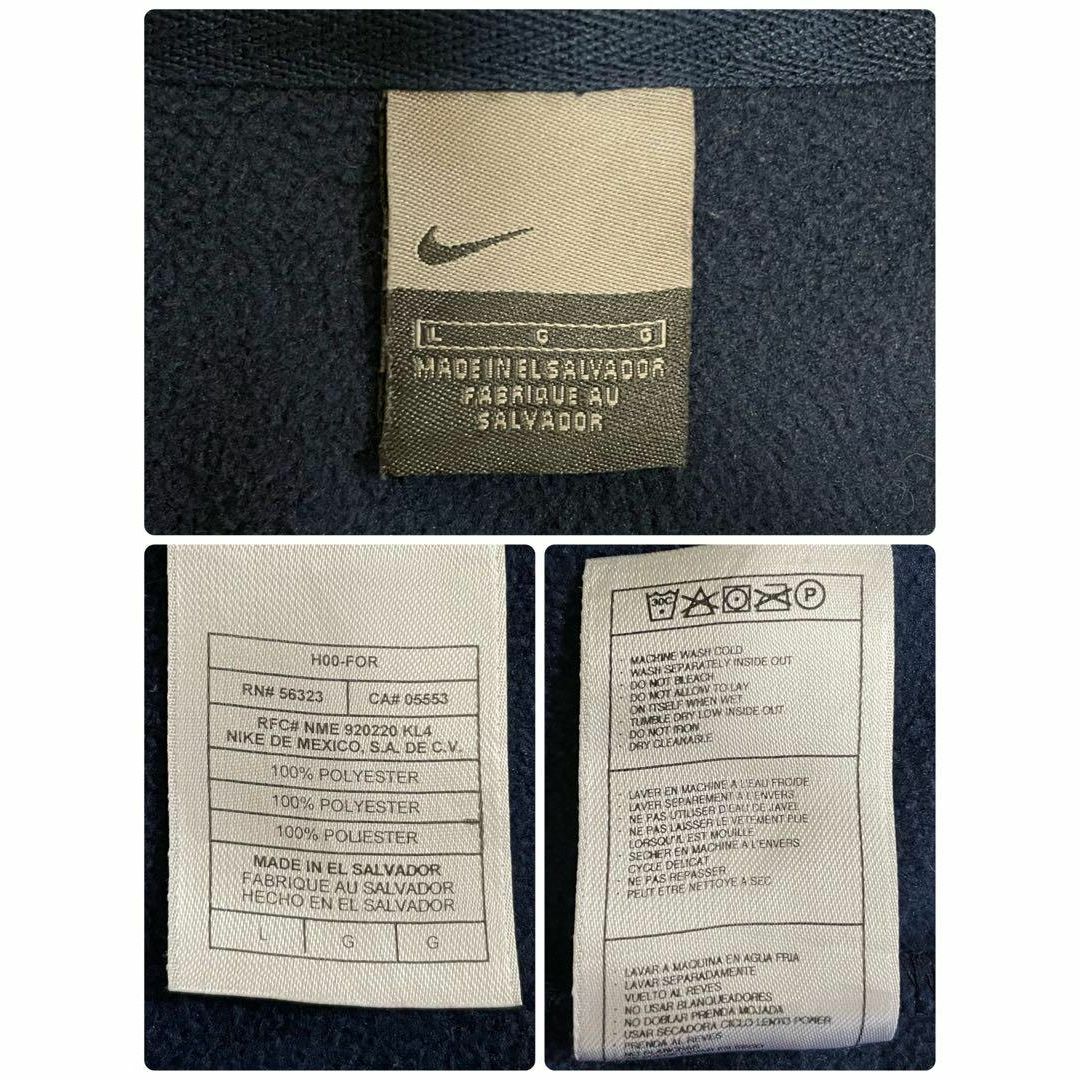 L G G
MADE IN EL SALVADOR
FABRIQUE AU
SALVADOR
H00-FOR
RN# 56323 CA# 05553
RFC# NME 920220 KL4
NIKE DE MEXICO, S.A. DE C.V.
100% POLYESTER
100% POLYESTER
100% POLIESTER
MADE IN EL SALVADOR
FABRIQUE AU SALVADOR
HECHO EN EL SALVADOR
L G G
30C P
· MACHINE WASH COLD
· WASH SEPARATELY INSIDE OUT
· DO NOT BLEACH
· DO NOT ALLOW TO LAY
ON ITSELF WHEN WET
· TUMBLE DRY LOW INSIDE OUT
· DO NOT IRON
· DRY CLEANABLE
· LAVER EN MACHINE A L'EAU FROIDE
· LAVER SEPAREMENT A L'ENVERS
· NE PAS UTILISER D'EAU DE JAVEL
· NE PAS LAISSER LE VETEMENT PLIE
LORSQU'IL EST MOUILLE
· SECHER EN MACHINE A L'ENVERS
CYCLE DELICAT
· NE PAS REPASSER
· PEUT ETRE NETTOYE A SEC
· LAVAR A MAQUINA EN AGUA FRIA
· LAVAR SEPARADAMENTE
VUELTO AL REVES
· NO USAR BLANQUEADORES
· NO DOBLAR PRENDA MOJADA
· USAR SECADORA CICLO LENTO POWER
PRENDA AL REVES